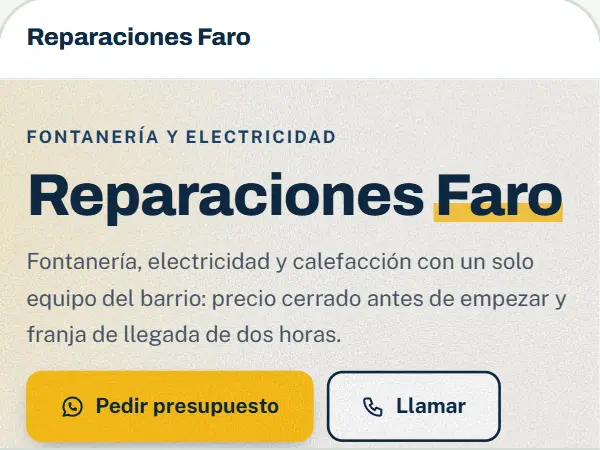 Reparaciones Faro
FONTANERÍA Y ELECTRICIDAD
Reparaciones Faro
Fontanería, electricidad y calefacción con un solo
equipo del barrio: precio cerrado antes de empezar y
franja de llegada de dos horas.
Pedir presupuesto
Llamar